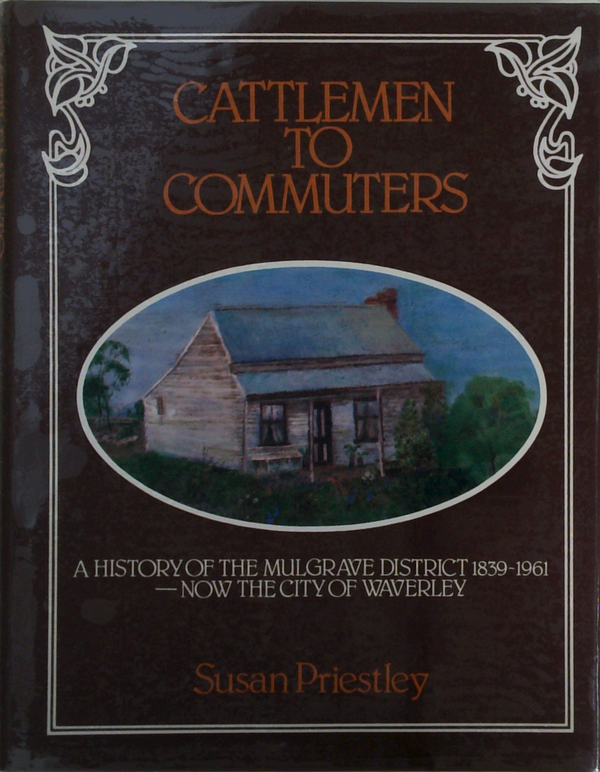 CATTLEMEN
TO
COMMUTERS
A HISTORY OF THE MULGRAVE DISTRICT 1839-1961
— NOW THE CITY OF WAVERLEY
Susan Priestley